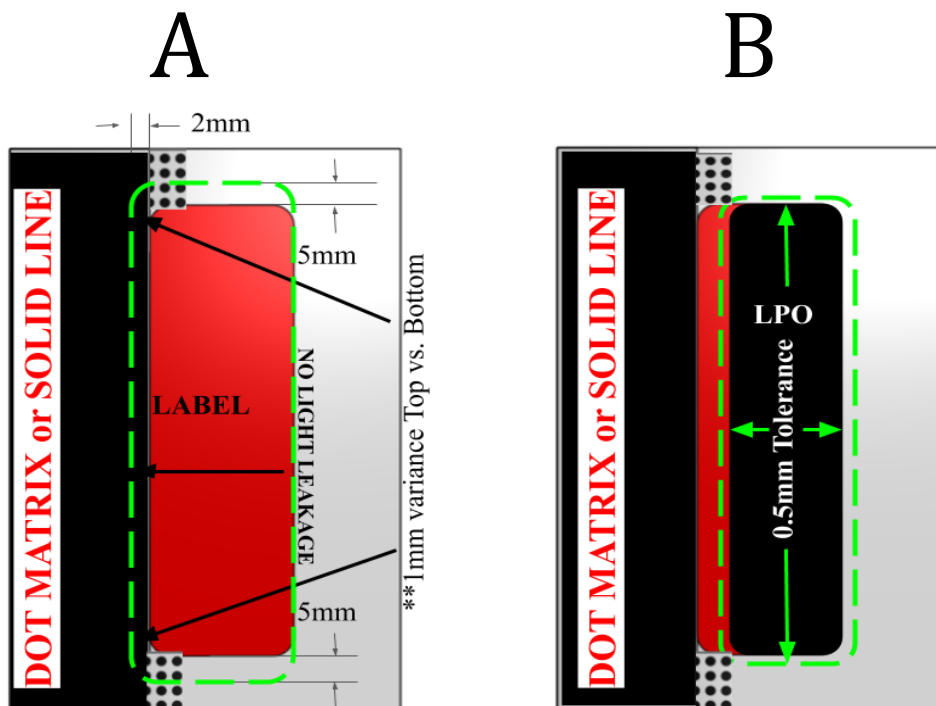 A
B
2mm
5mm
DOT MATRIX or SOLID LINE
LABEL
NO LIGHT LEAKAGE
**1mm variance Top vs. Bottom
5mm
DOT MATRIX or SOLID LINE
LPO
0.5mm Tolerance